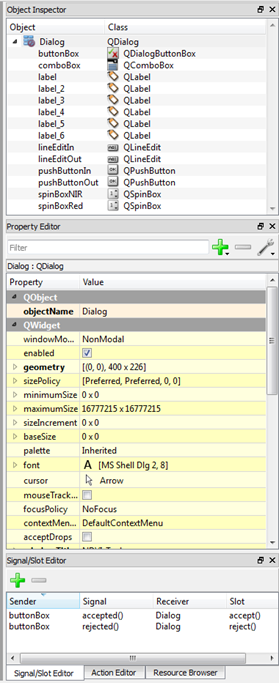 Object Inspector
Object Class
Dialog QDialog
buttonBox QDialogButtonBox
comboBox QComboBox
label QLabel
label_2 QLabel
label_3 QLabel
label_4 QLabel
label_5 QLabel
label_6 QLabel
lineEditIn QLineEdit
lineEditOut QLineEdit
pushButtonIn QPushButton
pushButtonOut QPushButton
spinBoxNIR QSpinBox
spinBoxRed QSpinBox
Property Editor
Filter
Dialog : QDialog
Property Value
QObject
objectName Dialog
QWidget
windowMo... NonModal
enabled
geometry [(0, 0), 400 x 226]
sizePolicy [Preferred, Preferred, 0, 0]
minimumSize 0 x 0
maximumSize 16777215 x 16777215
sizeIncrement 0 x 0
baseSize 0 x 0
palette Inherited
font A [MS Shell Dlg 2, 8]
cursor Arrow
mouseTrack...
focusPolicy NoFocus
contextMen... DefaultContextMenu
acceptDrops
Signal/Slot Editor
Sender Signal Receiver Slot
buttonBox accepted() Dialog accept()
buttonBox rejected() Dialog reject()
Signal/Slot Editor Action Editor Resource Browser